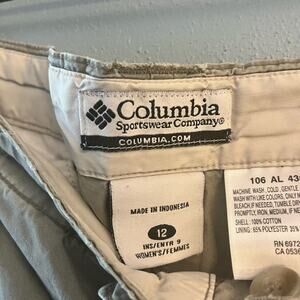 Columbia
Sportswear Company®
COLUMBIA.COM
MADE IN INDONESIA
12
INS/ENTR 9
WOMEN'S/FEMMES
106 AL 43
MACHINE WASH, COLD, GENTLE
WASH WITH LIKE COLORS, ONLY
BLEACH IF NEEDED, TUMBLE DRY
PROMPTLY, IRON, MEDIUM, IF
SHELL : 100% COTTON
LINING : 65% POLYESTER 35%
RN 6972
CA 053